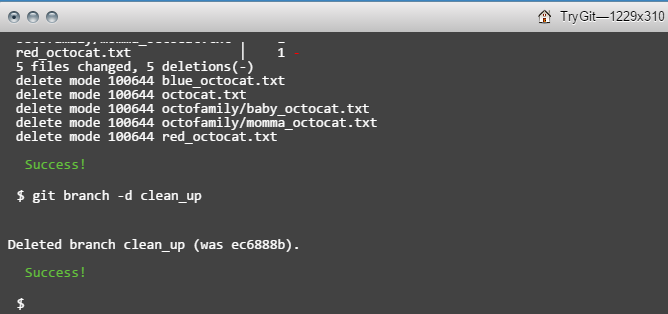 TryGit—1229x310
red_octocat.txt | 1
5 files changed, 5 deletions(-)
delete mode 100644 blue_octocat.txt
delete mode 100644 octocat.txt
delete mode 100644 octofamily/baby_octocat.txt
delete mode 100644 octofamily/momma_octocat.txt
delete mode 100644 red_octocat.txt
Success!
$ git branch -d clean_up
Deleted branch clean_up (was ec6888b).
Success!
$